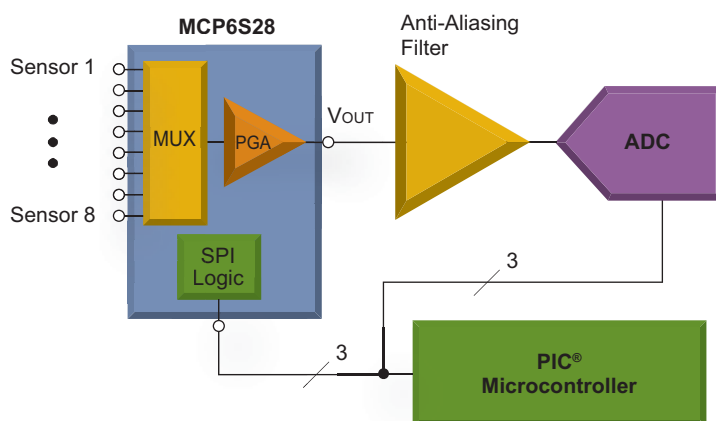 MCP6S28
Anti-Aliasing
Filter
Sensor 1
MUX
PGA
VOUT
ADC
Sensor 8
SPI
Logic
3
3
PIC®
Microcontroller